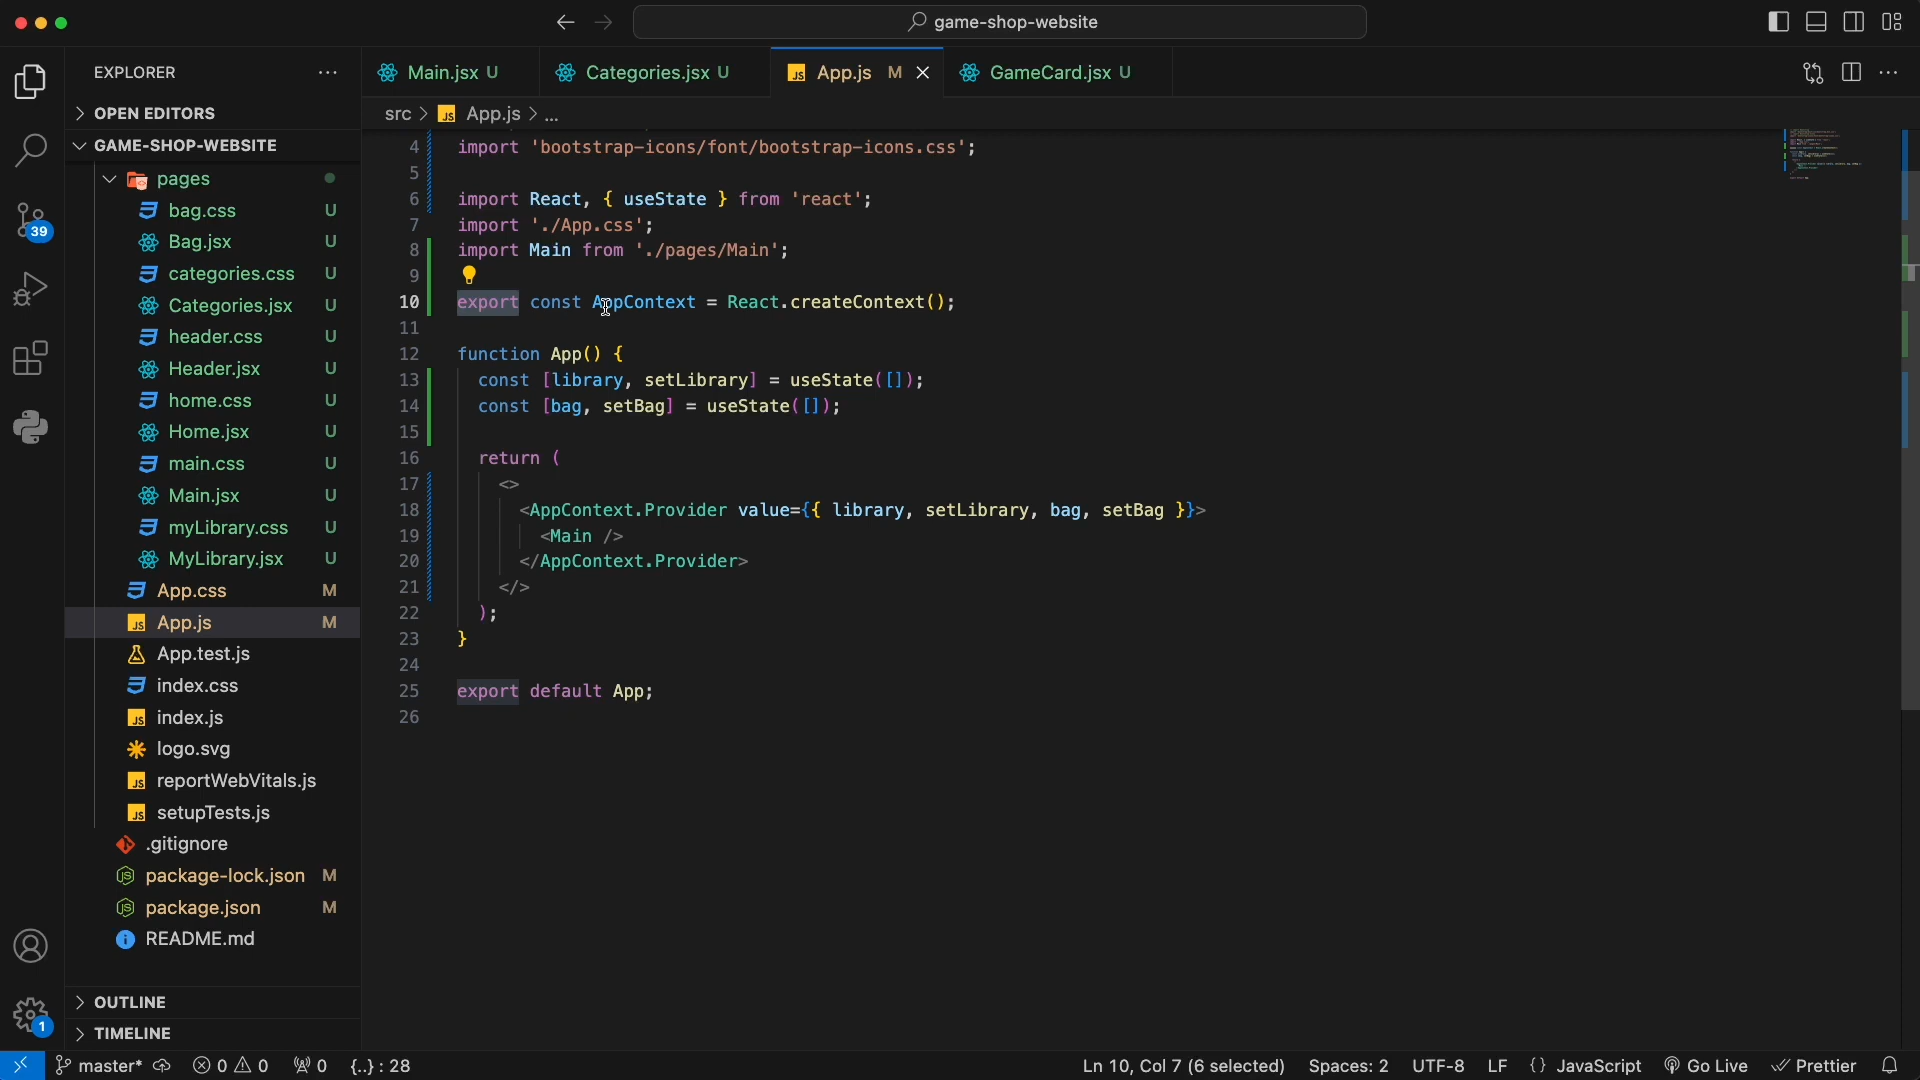 game-shop-website
EXPLORER
Main.jsx U
Categories.jsx U
App.js M
GameCard.jsx U
OPEN EDITORS
src > App.js > ...
GAME-SHOP-WEBSITE
pages
bag.css U
Bag.jsx U
categories.css U
Categories.jsx U
header.css U
Header.jsx U
home.css U
Home.jsx U
main.css U
Main.jsx U
myLibrary.css U
MyLibrary.jsx U
App.css M
App.js M
App.test.js
index.css
index.js
logo.svg
reportWebVitals.js
setupTests.js
.gitignore
package-lock.json M
package.json M
README.md
OUTLINE
TIMELINE
39
1
4 import 'bootstrap-icons/font/bootstrap-icons.css';
5
6 import React, { useState } from 'react';
7 import './App.css';
8 import Main from './pages/Main';
9
10 export const AppContext = React.createContext();
11
12 function App() {
13 const [library, setLibrary] = useState([]);
14 const [bag, setBag] = useState([]);
15
16 return (
17 <>
18 <AppContext.Provider value={{ library, setLibrary, bag, setBag }}>
19 <Main />
20 </AppContext.Provider>
21 </>
22 );
23 }
24
25 export default App;
26
master* 0 0 0 {..} : 28 Ln 10, Col 7 (6 selected) Spaces: 2 UTF-8 LF {} JavaScript Go Live Prettier